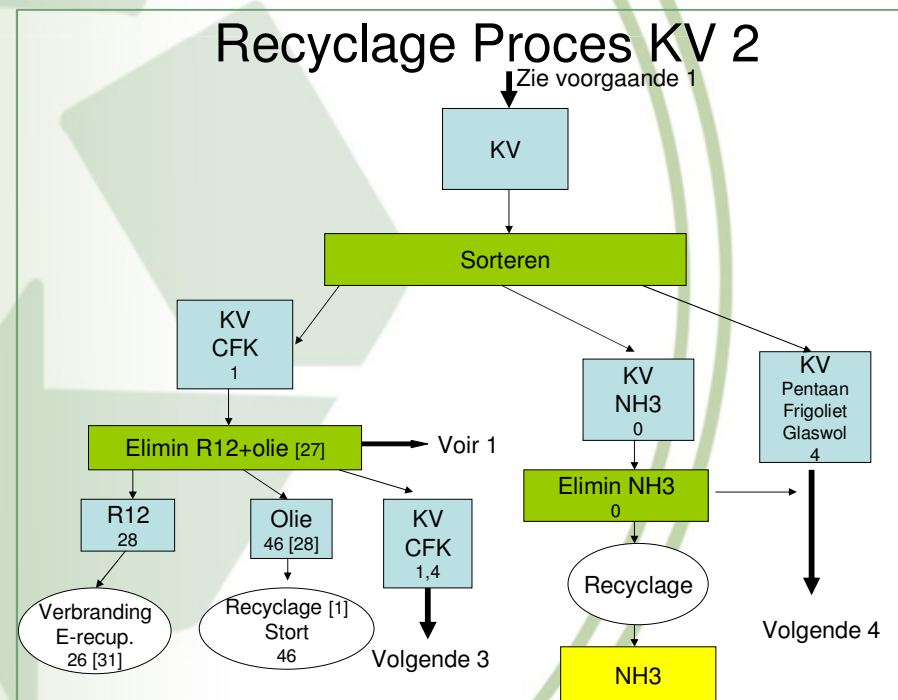 Recyclage Proces KV 2
Zie voorgaande 1
KV
Sorteren
KV
CFK
1
KV
NH3
0
KV
Pentaan
Frigoliet
Glaswol
4
Elimin R12+olie [27]
Voir 1
Elimin NH3
0
R12
28
Olie
46 [28]
KV
CFK
1,4
Recyclage
Verbranding
E-recup.
26 [31]
Recyclage [1]
Stort
46
Volgende 3
Volgende 4
NH3